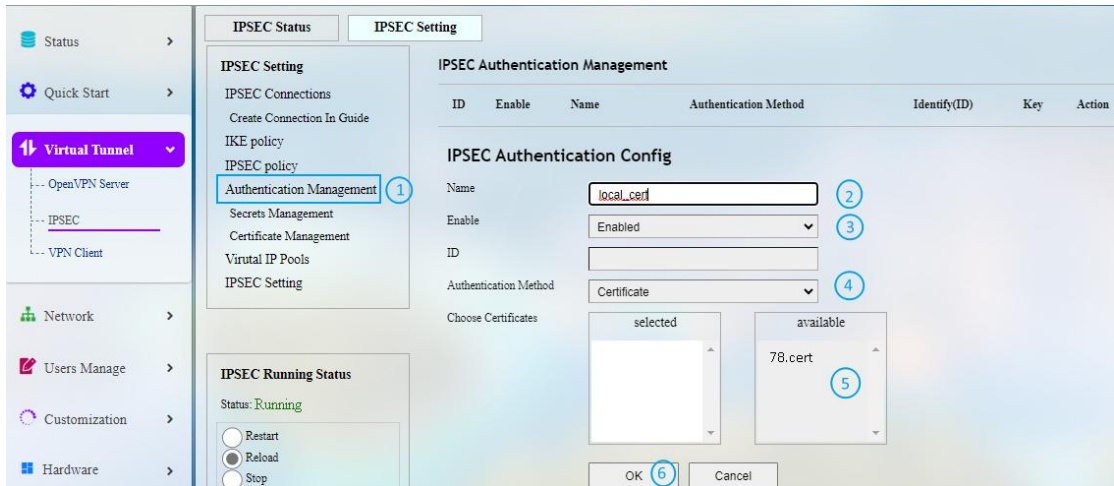 Status
Quick Start
Virtual Tunnel
OpenVPN Server
IPSEC
VPN Client
Network
Users Manage
Customization
Hardware
IPSEC Status
IPSEC Setting
IPSEC Setting
IPSEC Connections
Create Connection In Guide
IKE policy
IPSEC policy
Authentication Management 1
Secrets Management
Certificate Management
Virutal IP Pools
IPSEC Setting
IPSEC Running Status
Status: Running
Restart
Reload
Stop
IPSEC Authentication Management
ID Enable Name Authentication Method Identify(ID) Key Action
IPSEC Authentication Config
Name local_cert 2
Enable Enabled 3
ID
Authentication Method Certificate 4
Choose Certificates selected available
78.cert
5
OK 6 Cancel